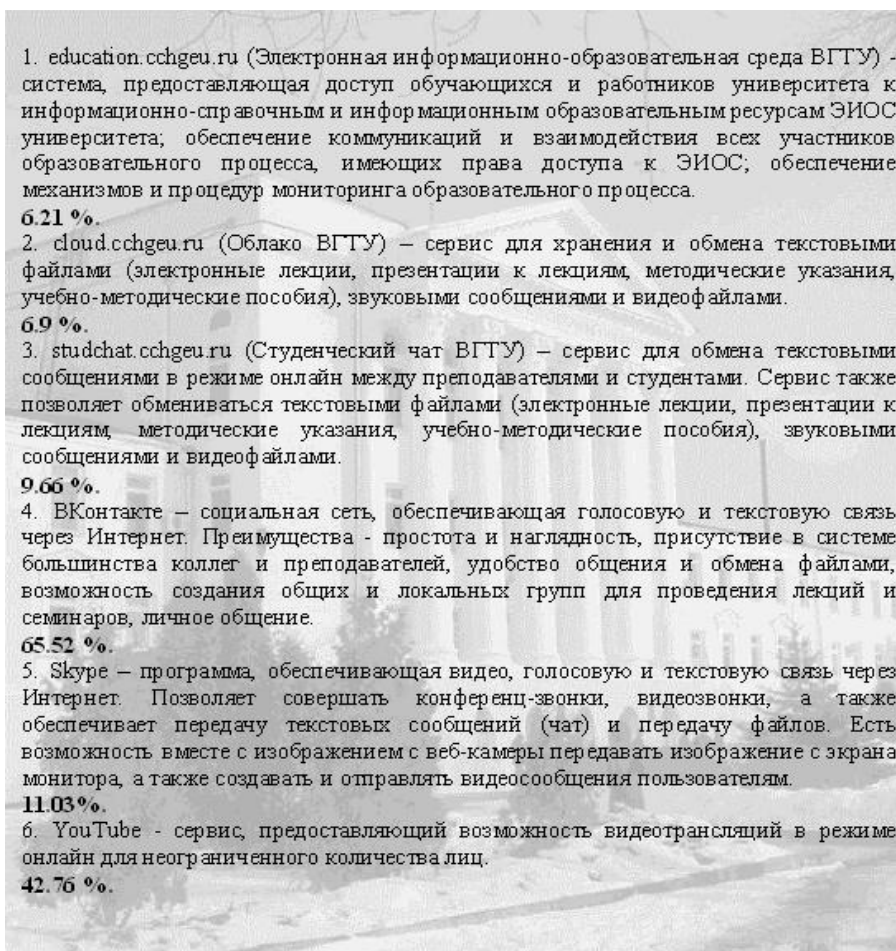 1. education.cchgeu.ru (Электронная информационно-образовательная среда ВГТУ) -
система, предоставляющая доступ обучающихся и работников университета к
информационно-справочным и информационным образовательным ресурсам ЭИОС
университета; обеспечение коммуникаций и взаимодействия всех участников
образовательного процесса, имеющих права доступа к ЭИОС; обеспечение
механизмов и процедур мониторинга образовательного процесса.
6.21 %.
2. cloud.cchgeu.ru (Облако ВГТУ) – сервис для хранения и обмена текстовыми
файлами (электронные лекции, презентации к лекциям, методические указания,
учебно-методические пособия), звуковыми сообщениями и видеофайлами.
6.9 %.
3. studchat.cchgeu.ru (Студенческий чат ВГТУ) – сервис для обмена текстовыми
сообщениями в режиме онлайн между преподавателями и студентами. Сервис также
позволяет обмениваться текстовыми файлами (электронные лекции, презентации к
лекциям, методические указания, учебно-методические пособия), звуковыми
сообщениями и видеофайлами.
9.66 %.
4. ВКонтакте – социальная сеть, обеспечивающая голосовую и текстовую связь
через Интернет. Преимущества - простота и наглядность, присутствие в системе
большинства коллег и преподавателей, удобство общения и обмена файлами,
возможность создания общих и локальных групп для проведения лекций и
семинаров, личное общение.
65.52 %.
5. Skype – программа, обеспечивающая видео, голосовую и текстовую связь через
Интернет. Позволяет совершать конференц-звонки, видеозвонки, а также
обеспечивает передачу текстовых сообщений (чат) и передачу файлов. Есть
возможность вместе с изображением с веб-камеры передавать изображение с экрана
монитора, а также создавать и отправлять видеосообщения пользователям.
11.03%.
6. YouTube - сервис, предоставляющий возможность видеотрансляций в режиме
онлайн для неограниченного количества лиц.
42.76 %.